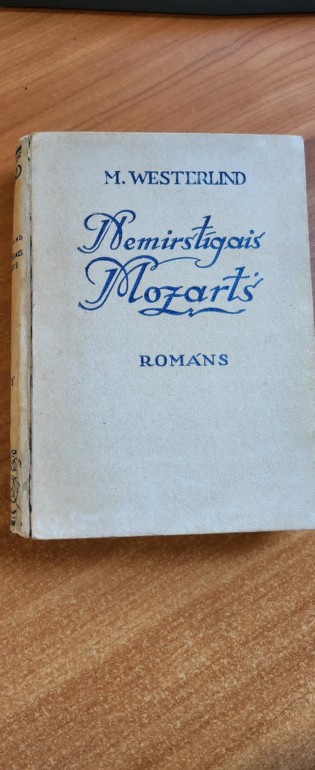 M. WESTERLIND
Nemirstīgais
Mozarts
ROMĀNS